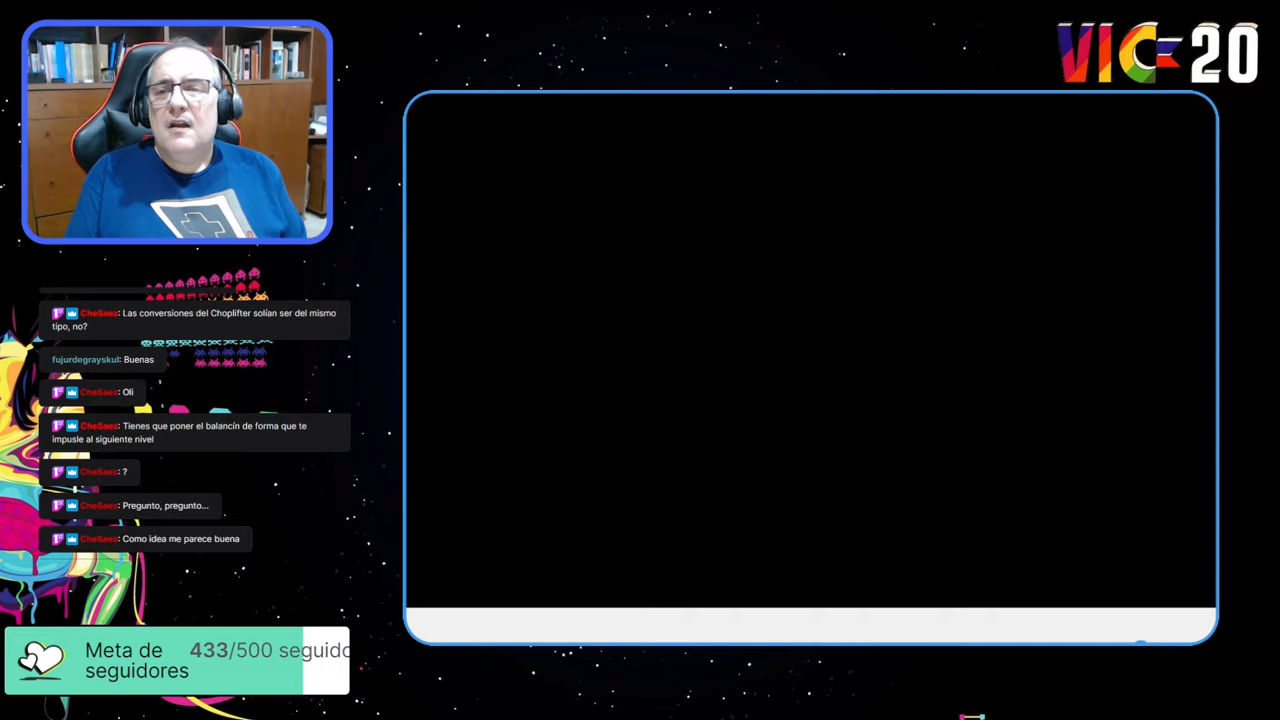 VIC-20
CheSaez: Las conversiones del Choplifter solían ser del mismo
tipo, no?
fujurdegrayskul: Buenas
CheSaez: Oli
CheSaez: Tienes que poner el balancín de forma que te
impusle al siguiente nivel
CheSaez: ?
CheSaez: Pregunto, pregunto...
CheSaez: Como idea me parece buena
Meta de
seguidores
433/500 seguido